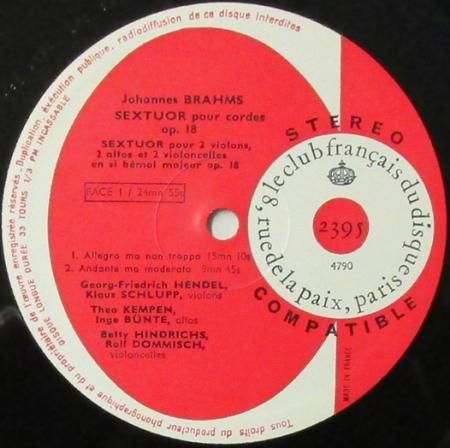 Johannes BRAHMS
SEXTUOR pour cordes
op. 18
SEXTUOR pour 2 violons,
2 altos et 2 violoncelles
en si bémol majeur op. 18
FACE 1 / 24mn 55s
1. Allegro ma non troppo 15mn 10s
2. Andante ma moderato 9mn 45s
Georg-Friedrich HENDEL,
Klaus SCHLUPP, violons
Theo KEMPEN,
Inge BÜNTE, altos
Betty HINDRICHS,
Rolf DOMMISCH,
violoncelles
STEREO
le club français du disque
8, rue de la paix, paris
2395
4790
COMPATIBLE
MADE IN FRANCE
Tous droits du producteur phonographique et du propriétaire de l'œuvre enregistrée réservés. Duplication, exécution publique, radiodiffusion de ce disque interdites
DISQUE LONGUE DURÉE 33 TOURS 1/3 PM INCASSABLE